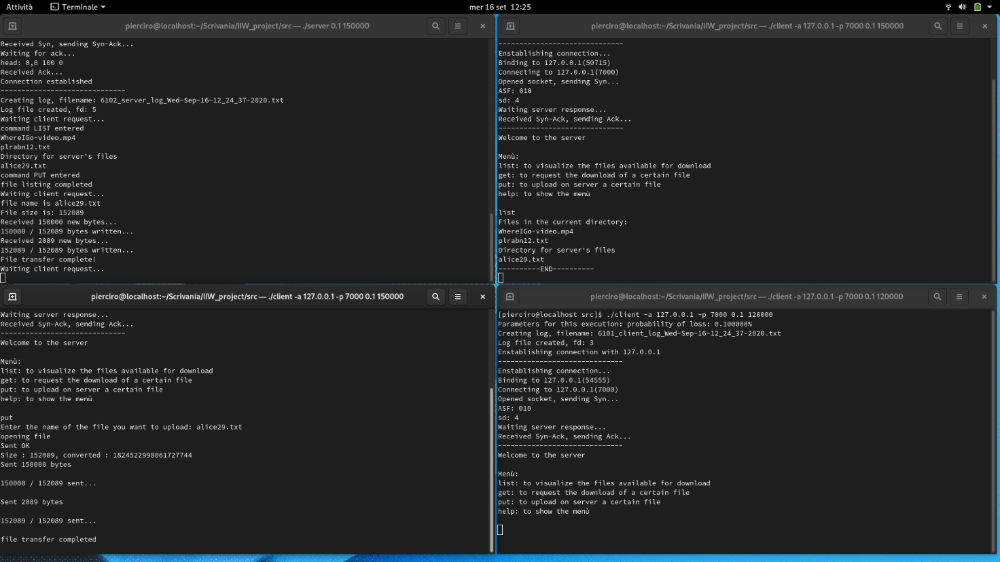 Attività
Terminale
mer 16 set 12:25
pierciro@localhost:~/Scrivania/IIW_project/src — ./server 0.1 150000
Received Syn, sending Syn-Ack...
Waiting for ack...
head: 0,0 100 0
Received Ack...
Connection established
------------------------------
Creating log, filename: 6102_server_log_Wed-Sep-16-12_24_37-2020.txt
Log file created, fd: 5
Waiting client request...
command LIST entered
WhereIGo-video.mp4
plrabn12.txt
Directory for server's files
alice29.txt
command PUT entered
file listing completed
Waiting client request...
file name is alice29.txt
File size is: 152089
Received 150000 new bytes...
150000 / 152089 bytes written...
Received 2089 new bytes...
152089 / 152089 bytes written...
File transfer complete!
Waiting client request...
pierciro@localhost:~/Scrivania/IIW_project/src — ./client -a 127.0.0.1 -p 7000 0.1 150000
------------------------------
Enstablishing connection...
Binding to 127.0.0.1(50715)
Connecting to 127.0.0.1(7000)
Opened socket, sending Syn...
ASF: 010
sd: 4
Waiting server response...
Received Syn-Ack, sending Ack...
------------------------------
Welcome to the server
Menù:
list: to visualize the files available for download
get: to request the download of a certain file
put: to upload on server a certain file
help: to show the menù
list
Files in the current directory:
WhereIGo-video.mp4
plrabn12.txt
Directory for server's files
alice29.txt
----------END----------
pierciro@localhost:~/Scrivania/IIW_project/src — ./client -a 127.0.0.1 -p 7000 0.1 150000
Waiting server response...
Received Syn-Ack, sending Ack...
------------------------------
Welcome to the server
Menù:
list: to visualize the files available for download
get: to request the download of a certain file
put: to upload on server a certain file
help: to show the menù
put
Enter the name of the file you want to upload: alice29.txt
opening file
Sent OK
Size : 152089, converted : 1824522998061727744
Sent 150000 bytes
150000 / 152089 sent...
Sent 2089 bytes
152089 / 152089 sent...
file transfer completed
pierciro@localhost:~/Scrivania/IIW_project/src — ./client -a 127.0.0.1 -p 7000 0.1 120000
[pierciro@localhost src]$ ./client -a 127.0.0.1 -p 7000 0.1 120000
Parameters for this execution: probability of loss: 0.100000%
Creating log, filename: 6101_client_log_Wed-Sep-16-12_24_37-2020.txt
Log file created, fd: 3
Enstablishing connection with 127.0.0.1
------------------------------
Enstablishing connection...
Binding to 127.0.0.1(54555)
Connecting to 127.0.0.1(7000)
Opened socket, sending Syn...
ASF: 010
sd: 4
Waiting server response...
Received Syn-Ack, sending Ack...
------------------------------
Welcome to the server
Menù:
list: to visualize the files available for download
get: to request the download of a certain file
put: to upload on server a certain file
help: to show the menù